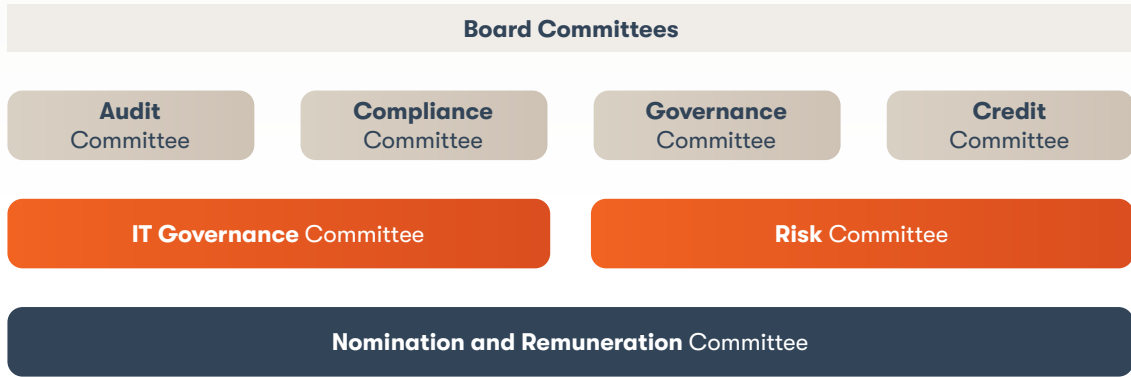 Board Committees
Audit
Committee
Compliance
Committee
Governance
Committee
Credit
Committee
IT Governance Committee
Risk Committee
Nomination and Remuneration Committee